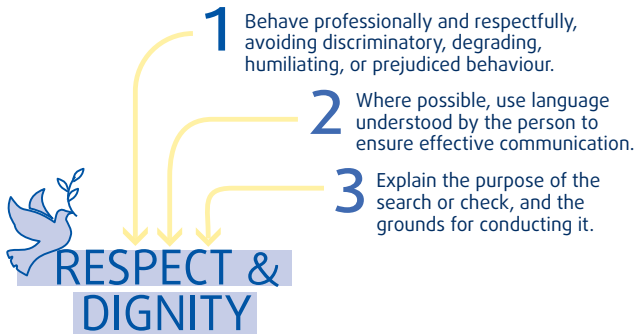 1
Behave professionally and respectfully,
avoiding discriminatory, degrading,
humiliating, or prejudiced behaviour.
2
Where possible, use language
understood by the person to
ensure effective communication.
3
Explain the purpose of the
search or check, and the
grounds for conducting it.
RESPECT &
DIGNITY